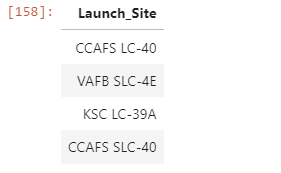 [158]:
Launch_Site
CCAFS LC-40
VAFB SLC-4E
KSC LC-39A
CCAFS SLC-40